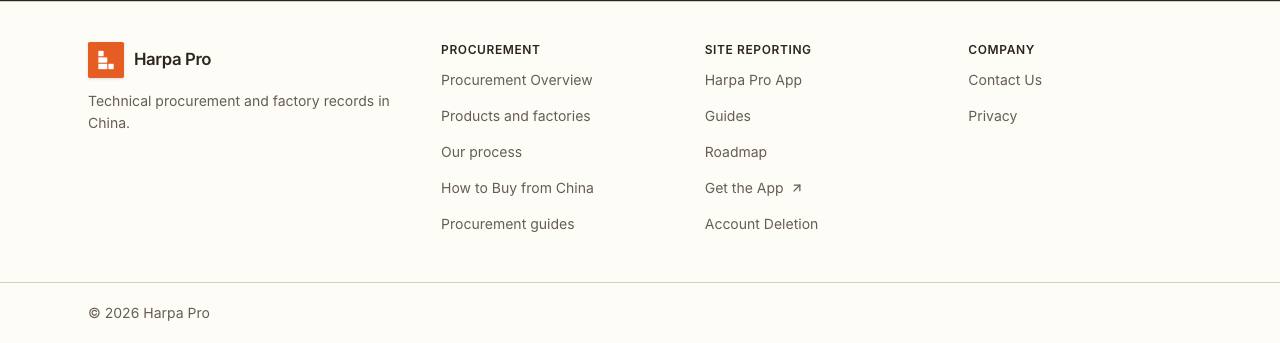 Harpa Pro
Technical procurement and factory records in
China.
PROCUREMENT
Procurement Overview
Products and factories
Our process
How to Buy from China
Procurement guides
SITE REPORTING
Harpa Pro App
Guides
Roadmap
Get the App ↗
Account Deletion
COMPANY
Contact Us
Privacy
© 2026 Harpa Pro